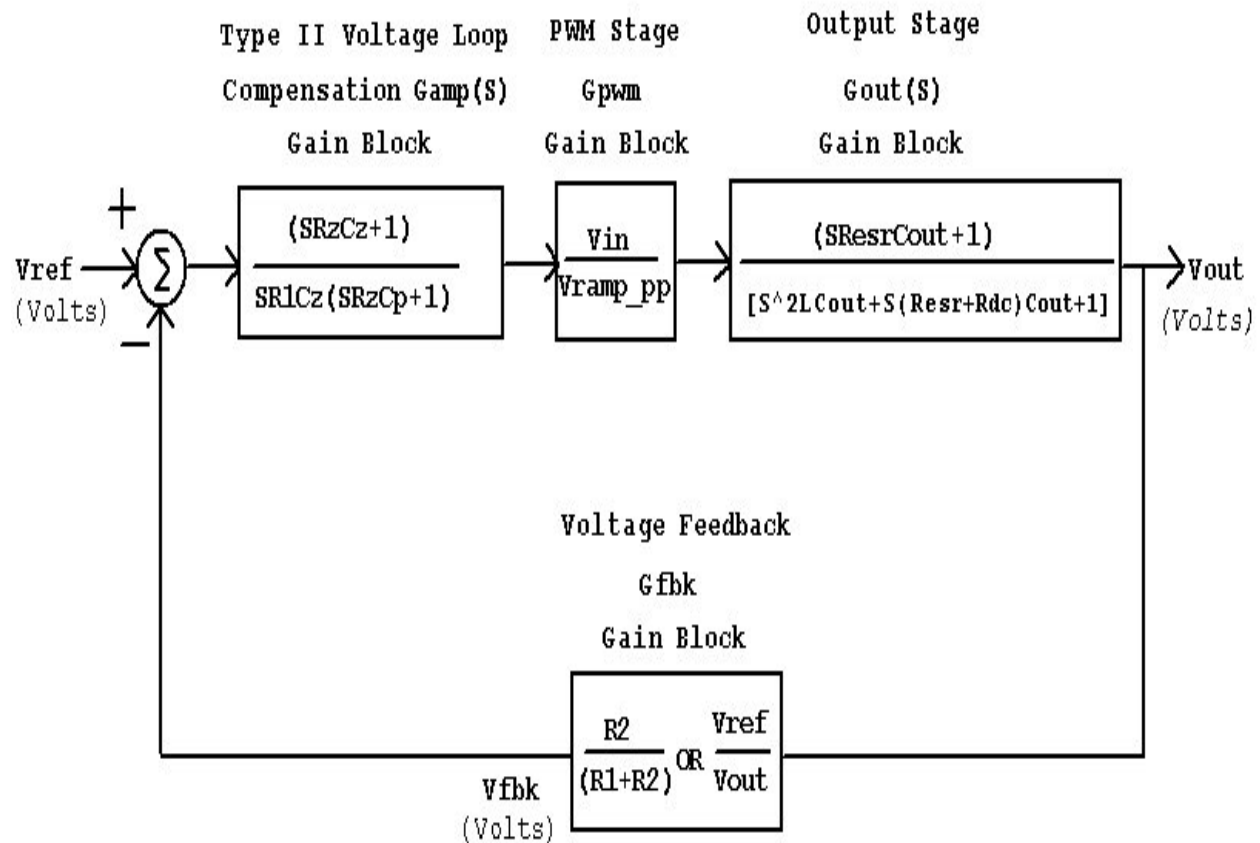 Type II Voltage Loop
Compensation Gamp(S)
Gain Block
PWM Stage
Gpwm
Gain Block
Output Stage
Gout(S)
Gain Block
+
Vref
(Volts)
−
Σ
(SRzCz+1)
SR1Cz(SRzCp+1)
Vin
Vramp_pp
(SResrCout+1)
[S^2LCout+S(Resr+Rdc)Cout+1]
Vout
(Volts)
Voltage Feedback
Gfbk
Gain Block
R2
(R1+R2)
OR
Vref
Vout
Vfbk
(Volts)